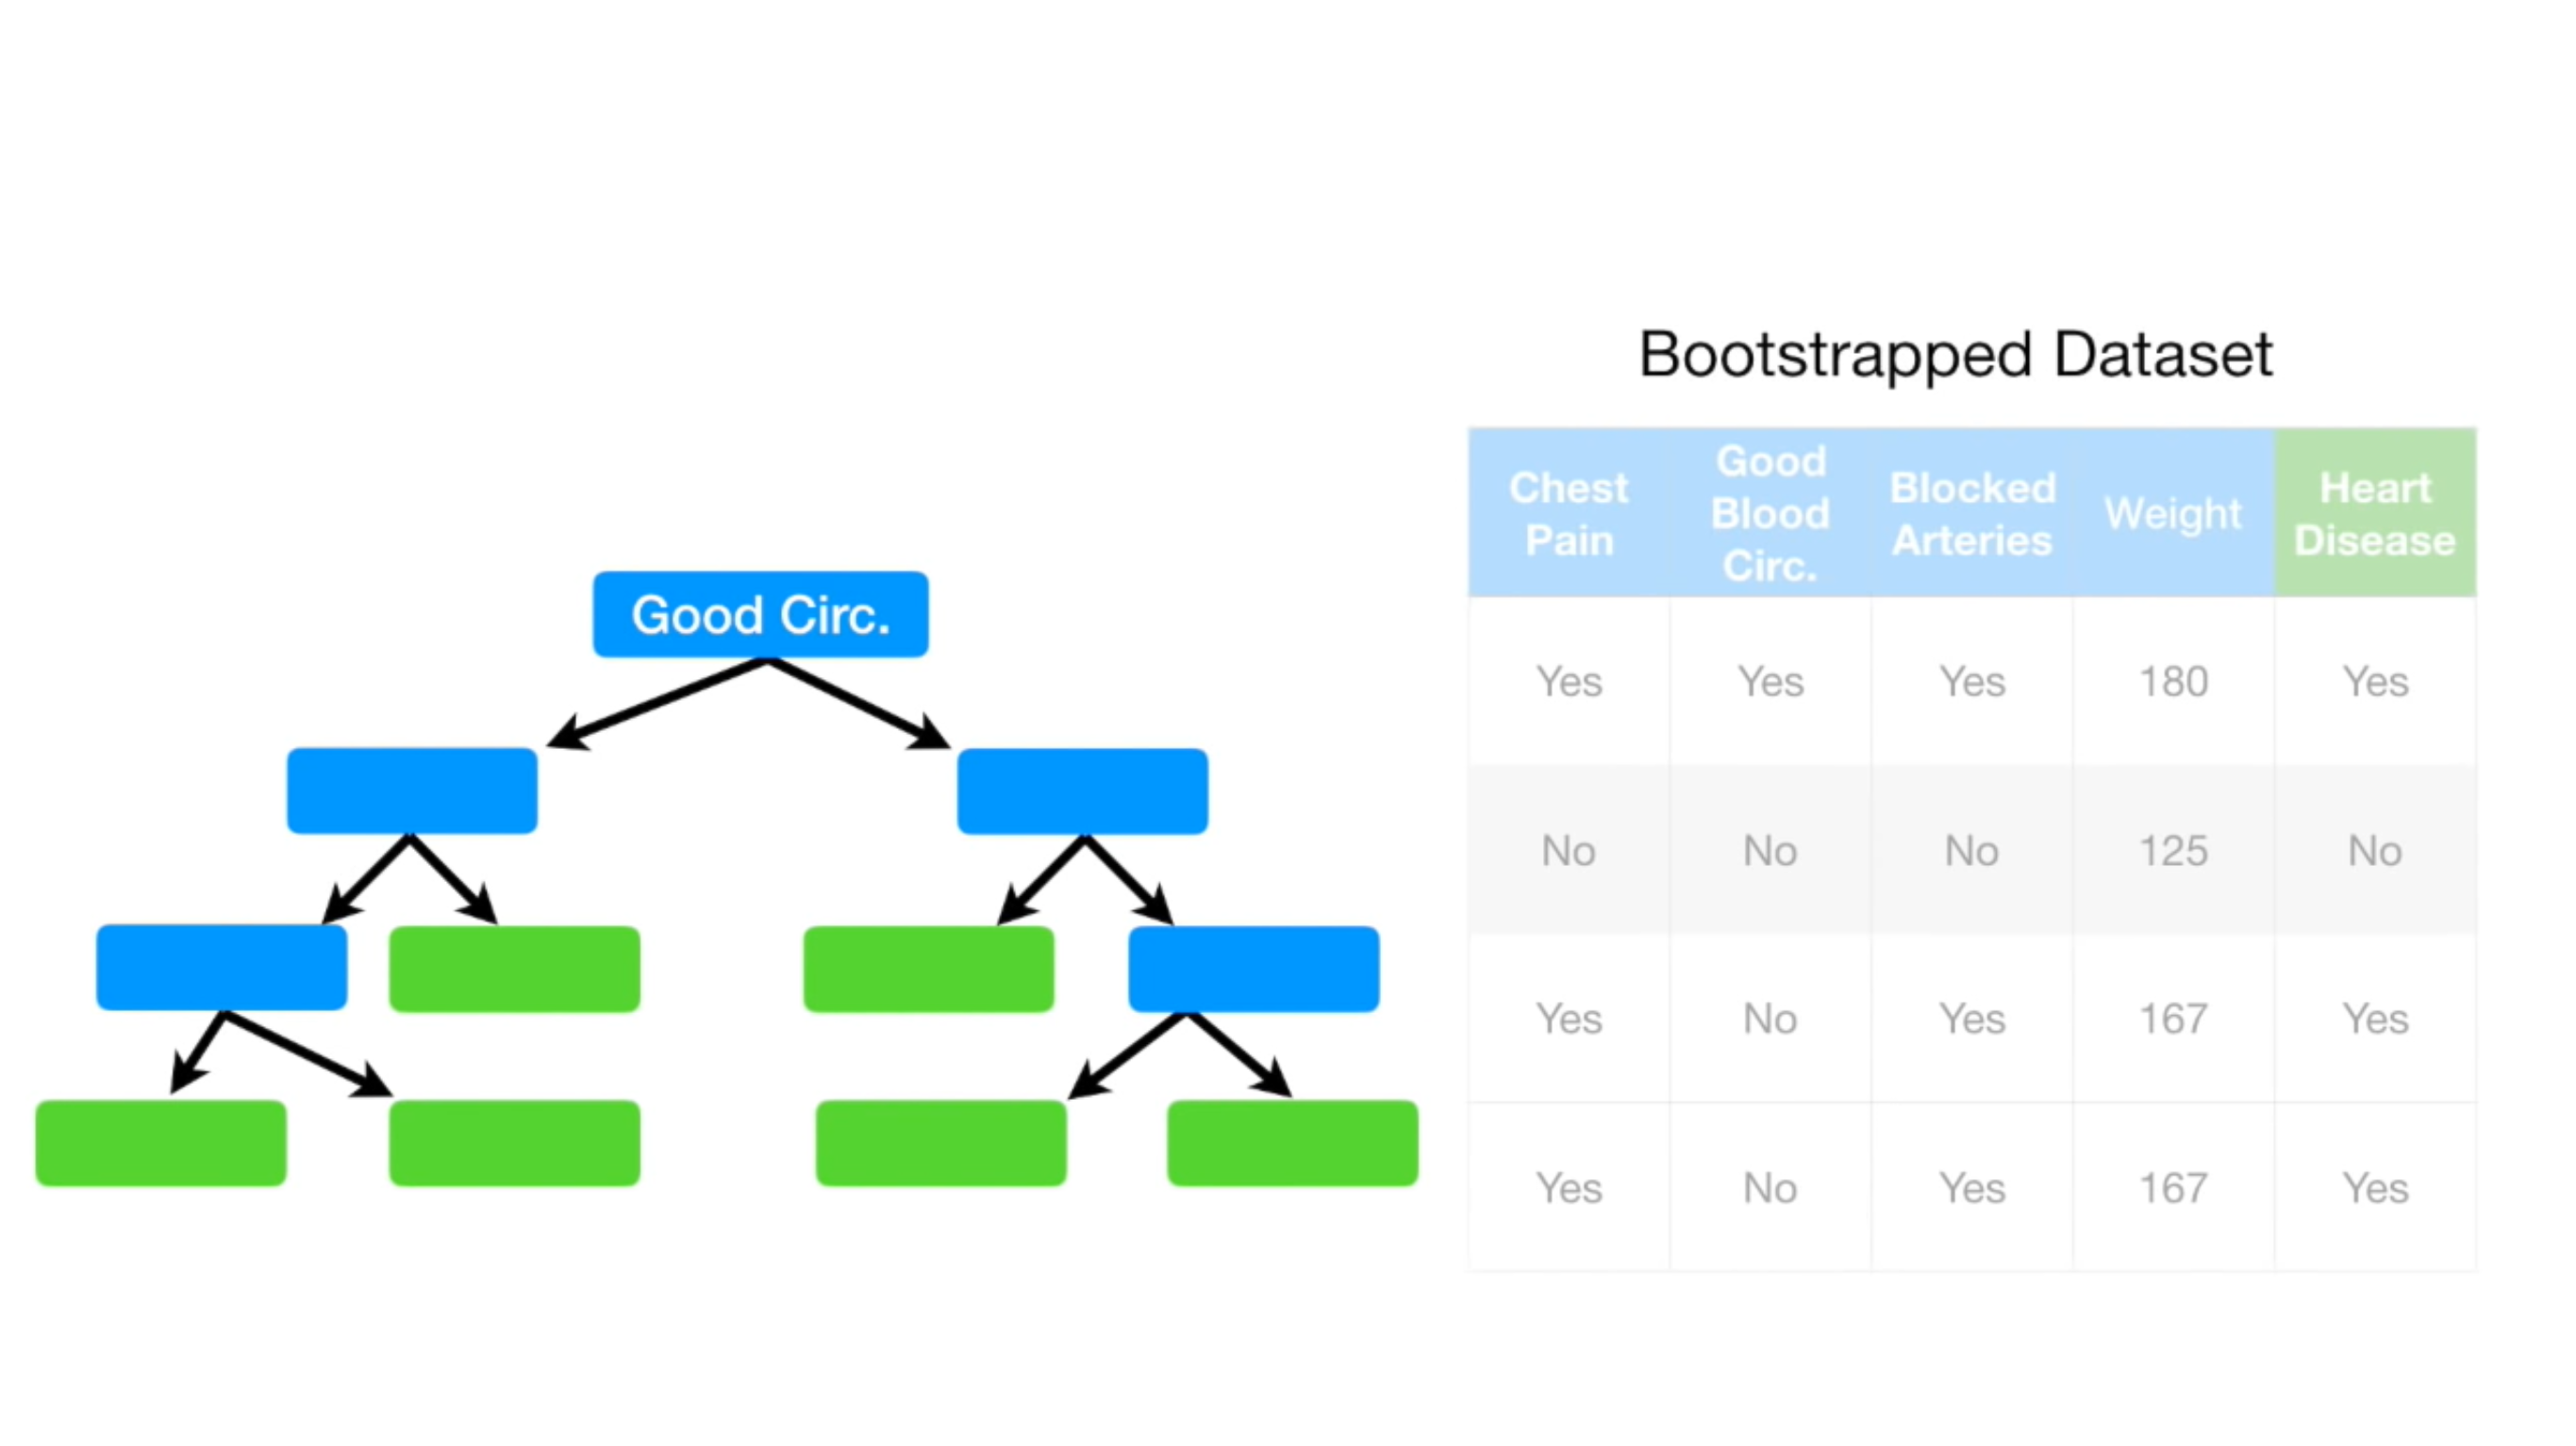 Bootstrapped Dataset
Chest Pain Good Blood Circ. Blocked Arteries Weight Heart Disease
Good Circ.
Yes Yes Yes 180 Yes
No No No 125 No
Yes No Yes 167 Yes
Yes No Yes 167 Yes